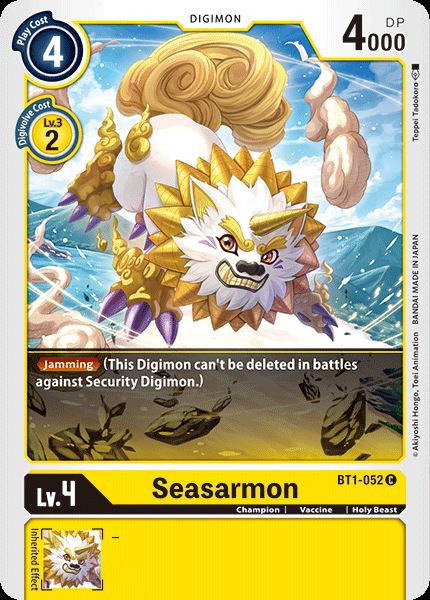 Play Cost
4
DIGIMON
DP
4000
Digivolve Cost
Lv.3
2
Teppei Tadokoro
© Akiyoshi Hongo, Toei Animation BANDAI MADE IN JAPAN
Jamming (This Digimon can't be deleted in battles
against Security Digimon.)
BT1-052 C
Lv.4
Seasarmon
Champion | Vaccine | Holy Beast
Inherited Effect
–